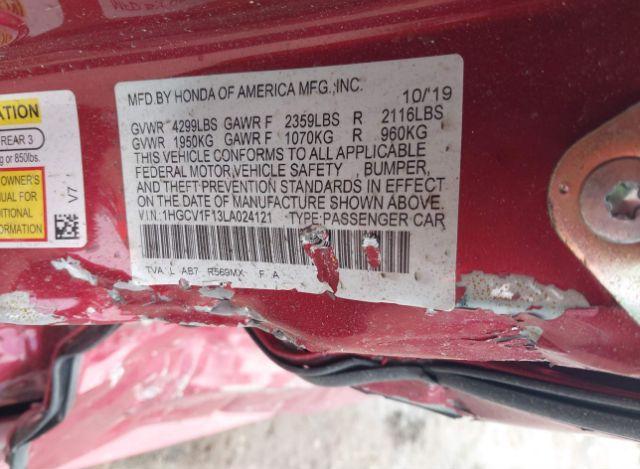 MFD.BY HONDA OF AMERICA MFG.,INC. 10/'19
GVWR 4299LBS GAWR F 2359LBS R 2116LBS
GVWR 1950KG GAWR F 1070KG R 960KG
THIS VEHICLE CONFORMS TO ALL APPLICABLE
FEDERAL MOTOR VEHICLE SAFETY BUMPER,
AND THEFT PREVENTION STANDARDS IN EFFECT
ON THE DATE OF MANUFACTURE SHOWN ABOVE.
V.I.N.:1HGCV1F13LA024121 TYPE:PASSENGER CAR
TVA L AB7 R569MX F A
ATION
REAR 3
g or 850lbs.
OWNER'S
NUAL FOR
DITIONAL
ORMATION
V7